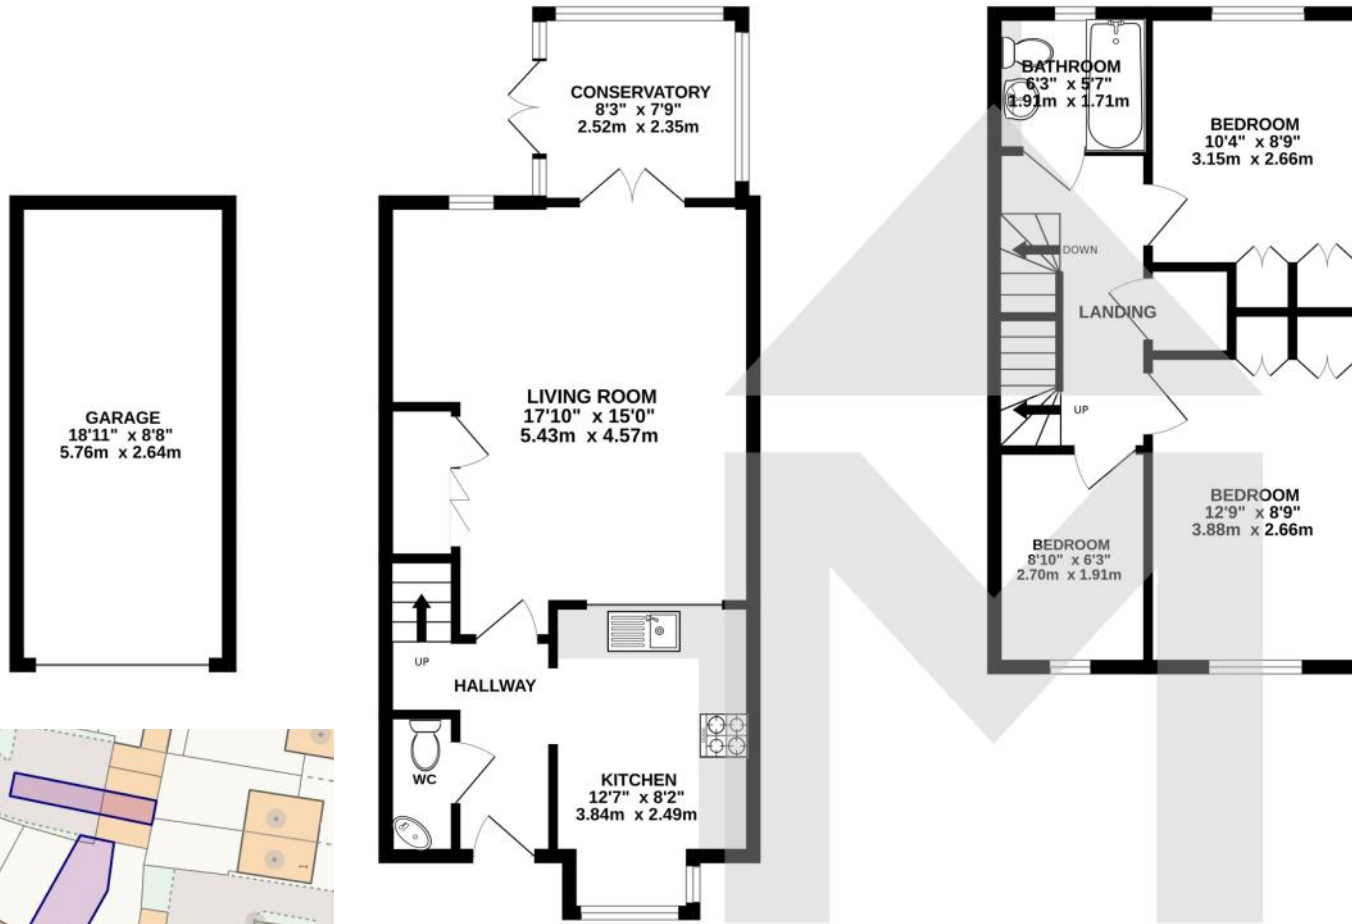 GARAGE
18'11" x 8'8"
5.76m x 2.64m
CONSERVATORY
8'3" x 7'9"
2.52m x 2.35m
LIVING ROOM
17'10" x 15'0"
5.43m x 4.57m
UP
HALLWAY
WC
KITCHEN
12'7" x 8'2"
3.84m x 2.49m
BATHROOM
6'3" x 5'7"
1.91m x 1.71m
BEDROOM
10'4" x 8'9"
3.15m x 2.66m
DOWN
LANDING
UP
BEDROOM
12'9" x 8'9"
3.88m x 2.66m
BEDROOM
8'10" x 6'3"
2.70m x 1.91m
1